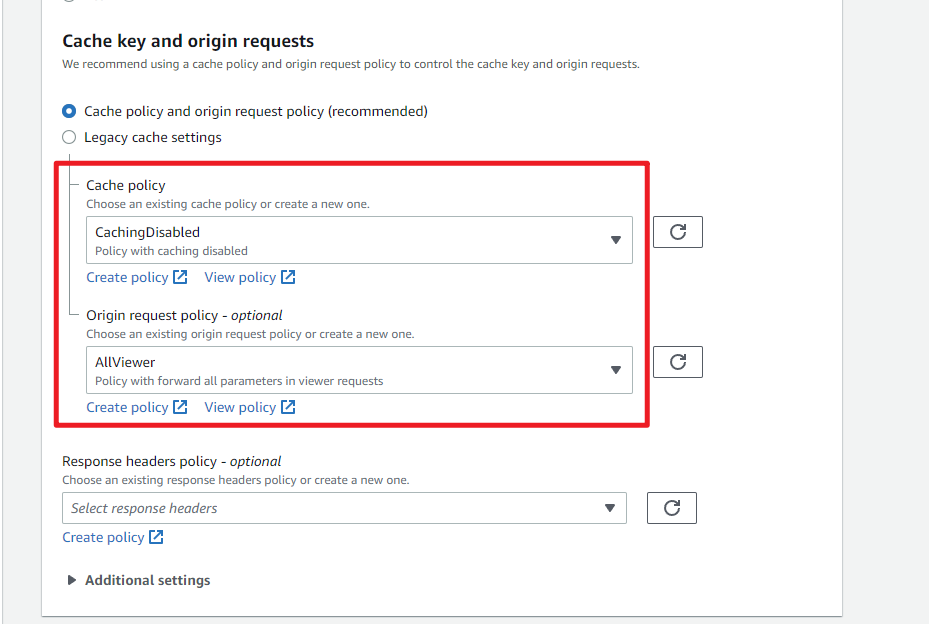 Cache key and origin requests
We recommend using a cache policy and origin request policy to control the cache key and origin requests.
Cache policy and origin request policy (recommended)
Legacy cache settings
Cache policy
Choose an existing cache policy or create a new one.
CachingDisabled
Policy with caching disabled
Create policy View policy
Origin request policy - optional
Choose an existing origin request policy or create a new one.
AllViewer
Policy with forward all parameters in viewer requests
Create policy View policy
Response headers policy - optional
Choose an existing response headers policy or create a new one.
Select response headers
Create policy
Additional settings